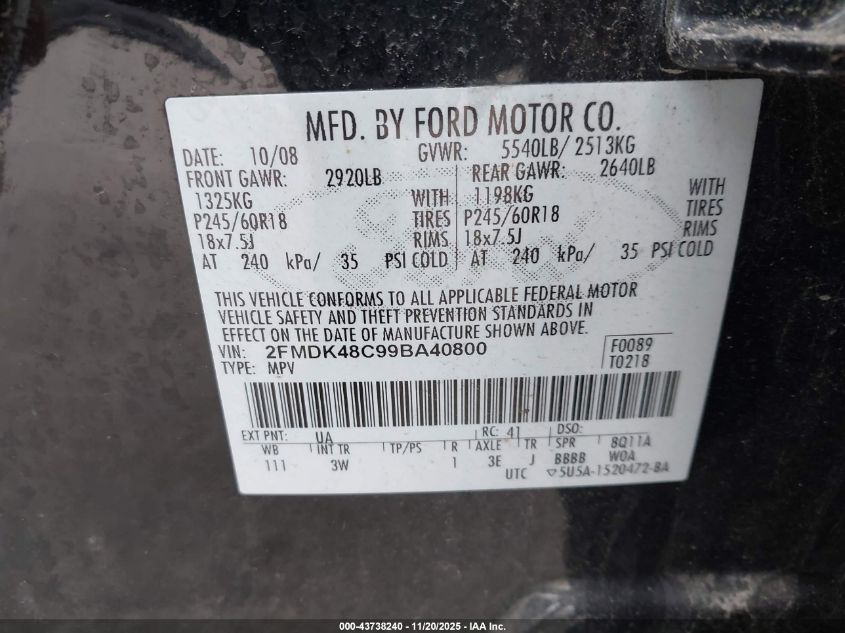 MFD. BY FORD MOTOR CO.
DATE: 10/08 GVWR: 5540LB/ 2513KG
FRONT GAWR: 2920LB REAR GAWR: 2640LB
1325KG WITH 1198KG WITH
P245/60R18 TIRES P245/60R18 TIRES
18x7.5J RIMS 18x7.5J RIMS
AT 240 kPa/ 35 PSI COLD AT 240 kPa/ 35 PSI COLD
THIS VEHICLE CONFORMS TO ALL APPLICABLE FEDERAL MOTOR
VEHICLE SAFETY AND THEFT PREVENTION STANDARDS IN
EFFECT ON THE DATE OF MANUFACTURE SHOWN ABOVE.
VIN: 2FMDK48C99BA40800 F0089
TYPE: MPV T0218
EXT PNT: UA RC: 41 DSO:
WB INT TR TP/PS R AXLE TR SPR 8Q11A
111 3W 1 3E J BBBB WOA
UTC ▽5U5A-1520472-BA
000-43738240 - 11/20/2025 - IAA Inc.